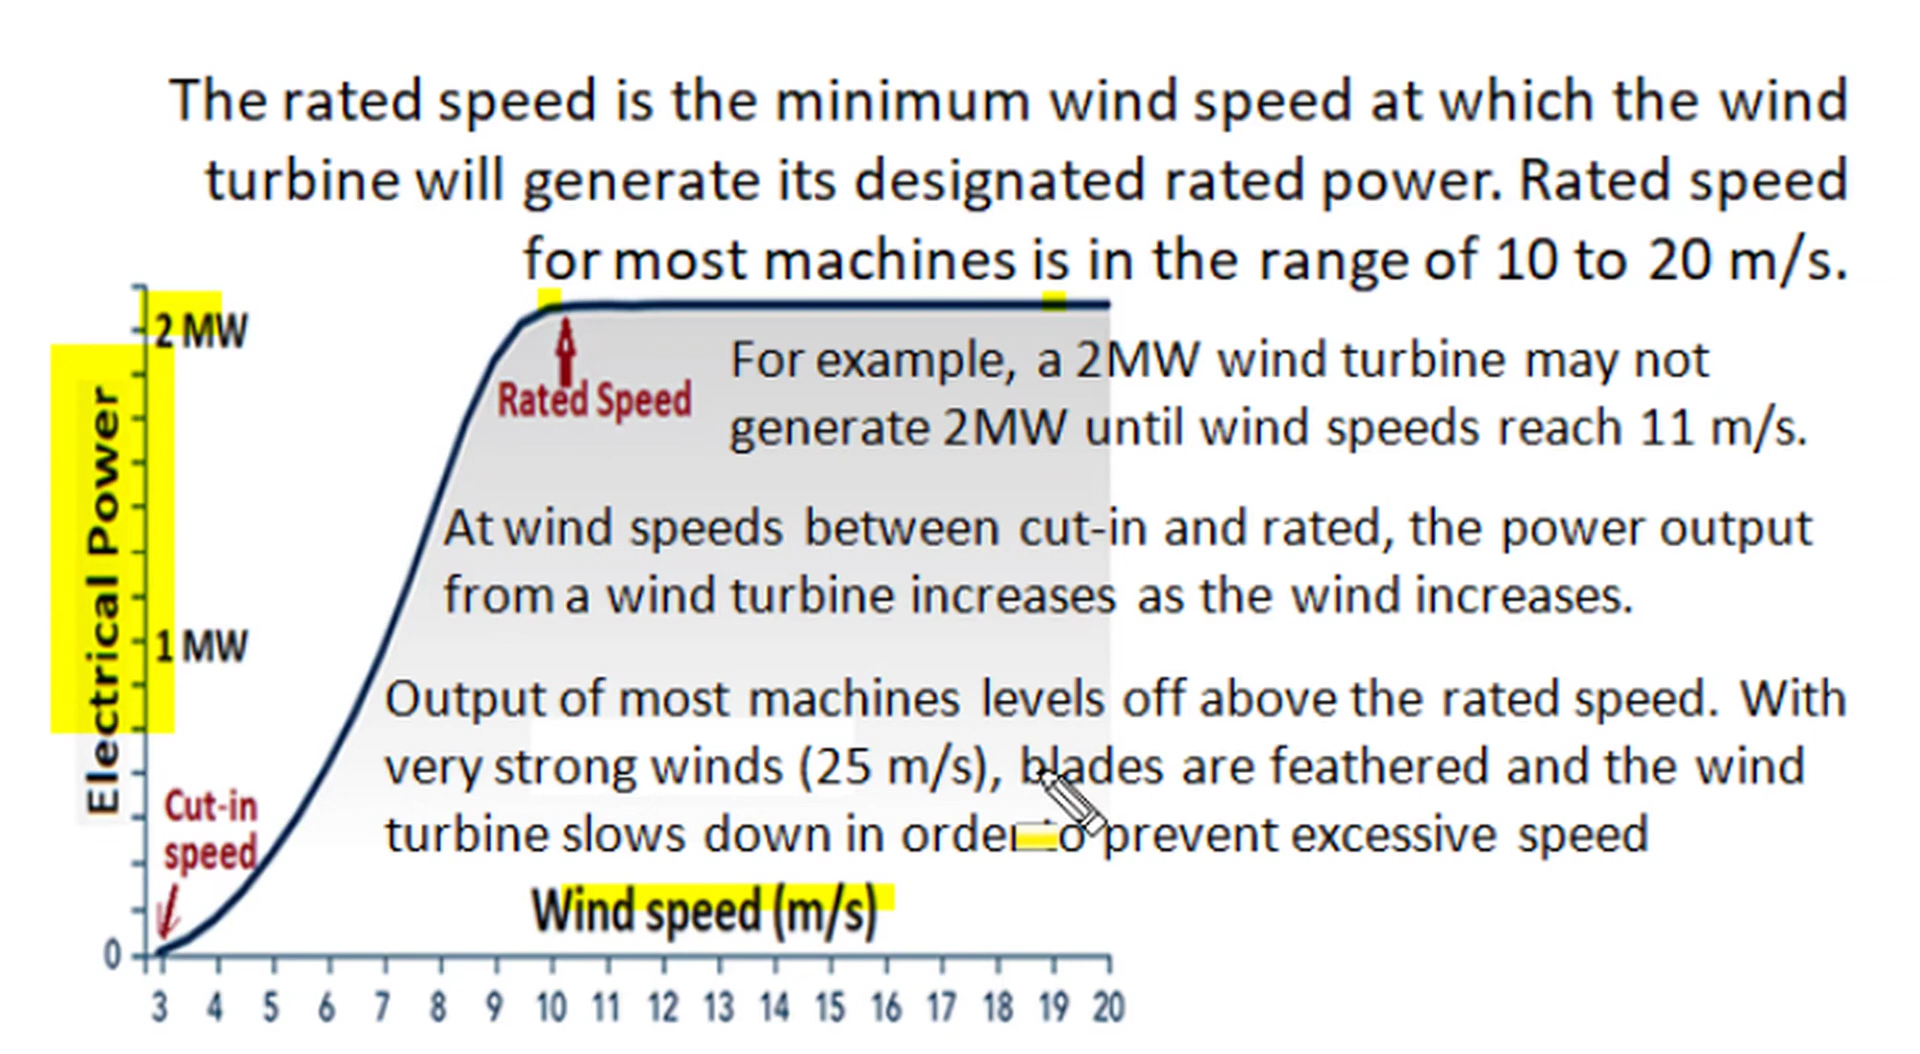 The rated speed is the minimum wind speed at which the wind
turbine will generate its designated rated power. Rated speed
for most machines is in the range of 10 to 20 m/s.
2 MW
Rated Speed
For example, a 2MW wind turbine may not
generate 2MW until wind speeds reach 11 m/s.
At wind speeds between cut-in and rated, the power output
from a wind turbine increases as the wind increases.
Electrical Power
1 MW
Output of most machines levels off above the rated speed. With
very strong winds (25 m/s), blades are feathered and the wind
turbine slows down in order to prevent excessive speed
Cut-in
speed
Wind speed (m/s)
0
3 4 5 6 7 8 9 10 11 12 13 14 15 16 17 18 19 20